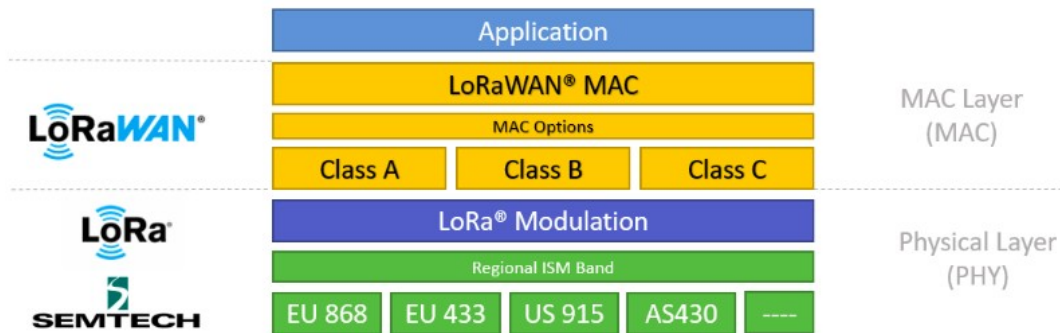 Application
LoRaWAN® MAC
MAC Options
Class A Class B Class C
LoRaWAN®
MAC Layer
(MAC)
LoRa® Modulation
Regional ISM Band
EU 868 EU 433 US 915 AS430 ----
LoRa®
SEMTECH
Physical Layer
(PHY)